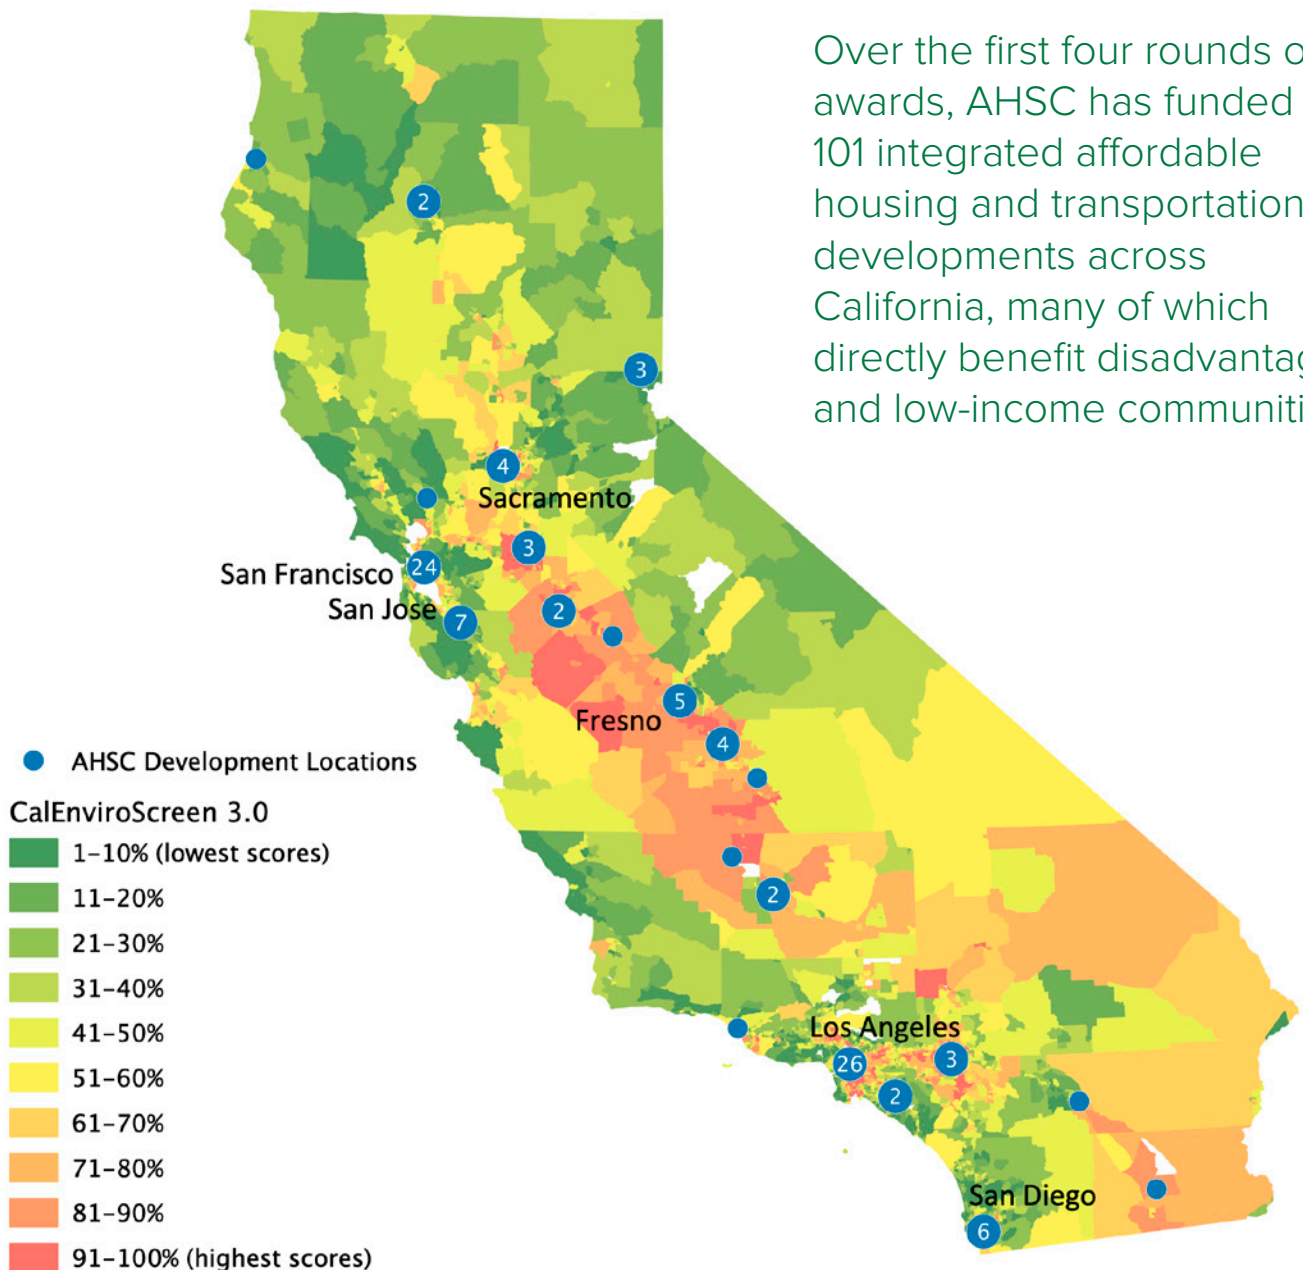 Over the first four rounds o
awards, AHSC has funded
101 integrated affordable
housing and transportation
developments across
California, many of which
directly benefit disadvantag
and low-income communiti
2
3
4
Sacramento
3
San Francisco
24
San Jose
7
2
5
Fresno
4
2
Los Angeles
26
3
2
San Diego
6
AHSC Development Locations
CalEnviroScreen 3.0
1–10% (lowest scores)
11–20%
21–30%
31–40%
41–50%
51–60%
61–70%
71–80%
81–90%
91–100% (highest scores)